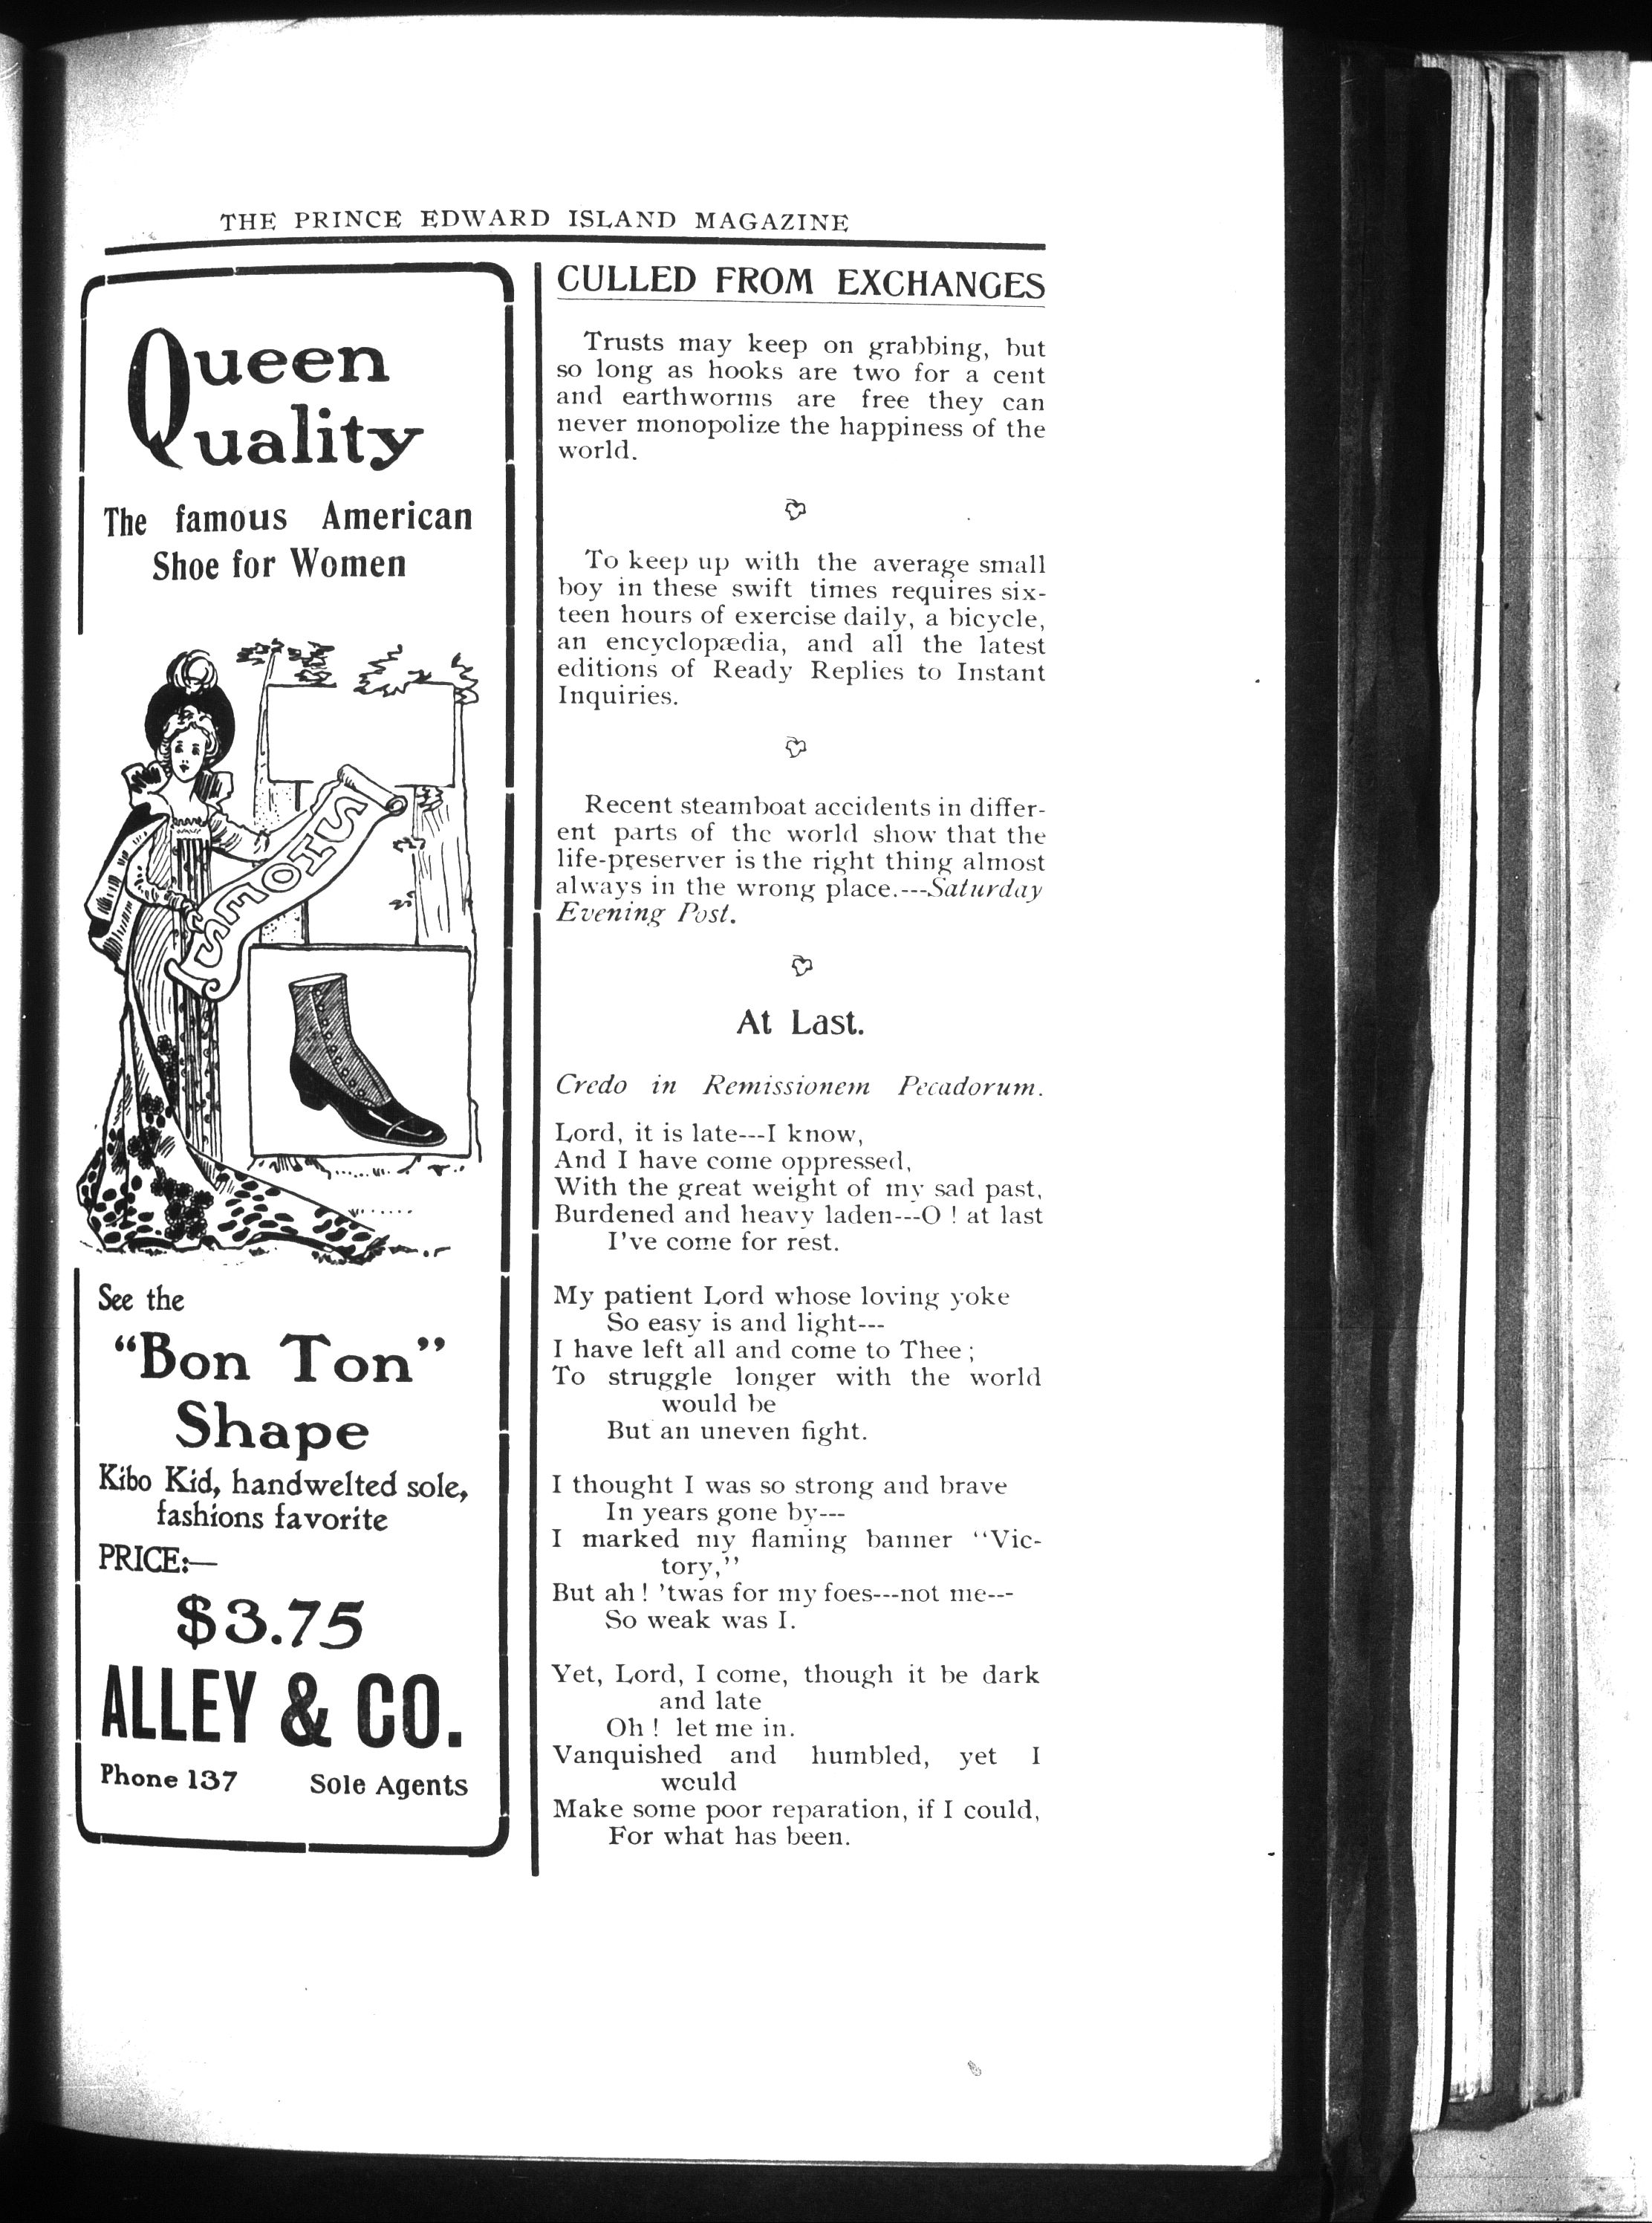 THE PRINCE EDWARD ISLAND MAGAZINE
Queen
Quality
The famous American
Shoe for Women
See the
"Bon Ton"
Shape
Kibo Kid, handwelted sole,
fashions favorite
PRICE:—
$3.75
ALLEY & CO.
Phone 137 Sole Agents
CULLED FROM EXCHANGES
Trusts may keep on grabbing, but
so long as hooks are two for a cent
and earthworms are free they can
never monopolize the happiness of the
world.
To keep up with the average small
boy in these swift times requires six-
teen hours of exercise daily, a bicycle,
an encyclopædia, and all the latest
editions of Ready Replies to Instant
Inquiries.
Recent steamboat accidents in differ-
ent parts of the world show that the
life-preserver is the right thing almost
always in the wrong place.---Saturday
Evening Post.
At Last.
Credo in Remissionem Pecadorum.
Lord, it is late---I know,
And I have come oppressed,
With the great weight of my sad past,
Burdened and heavy laden---O ! at last
I've come for rest.
My patient Lord whose loving yoke
So easy is and light---
I have left all and come to Thee ;
To struggle longer with the world
would be
But an uneven fight.
I thought I was so strong and brave
In years gone by---
I marked my flaming banner "Vic-
tory,"
But ah ! 'twas for my foes---not me---
So weak was I.
Yet, Lord, I come, though it be dark
and late
Oh ! let me in.
Vanquished and humbled, yet I
would
Make some poor reparation, if I could,
For what has been.